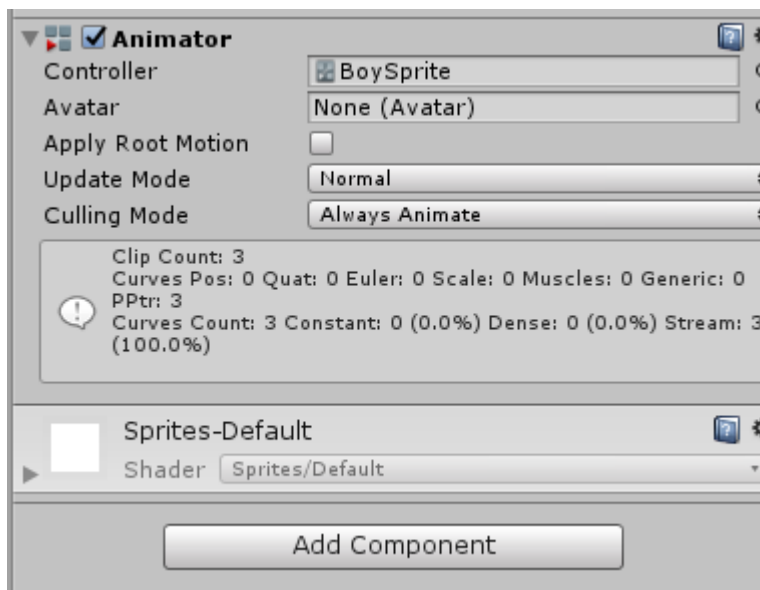 Animator
Controller BoySprite
Avatar None (Avatar)
Apply Root Motion
Update Mode Normal
Culling Mode Always Animate
Clip Count: 3
Curves Pos: 0 Quat: 0 Euler: 0 Scale: 0 Muscles: 0 Generic: 0
PPtr: 3
Curves Count: 3 Constant: 0 (0.0%) Dense: 0 (0.0%) Stream: 3
(100.0%)
Sprites-Default
Shader Sprites/Default
Add Component